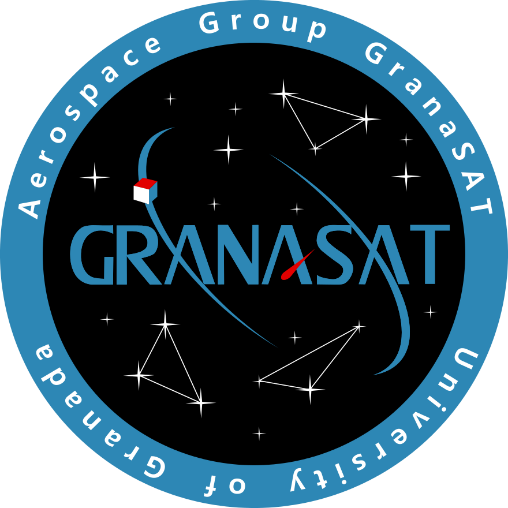 Aerospace Group GranaSAT
GRANASAT
University of Granada